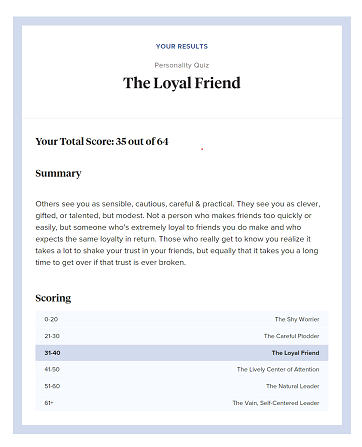 YOUR RESULTS
Personality Quiz
The Loyal Friend
Your Total Score: 35 out of 64
Summary
Others see you as sensible, cautious, careful & practical. They see you as clever,
gifted, or talented, but modest. Not a person who makes friends too quickly or
easily, but someone who's extremely loyal to friends you do make and who
expects the same loyalty in return. Those who really get to know you realize it
takes a lot to shake your trust in your friends, but equally that it takes you a long
time to get over if that trust is ever broken.
Scoring
0-20 The Shy Worrier
21-30 The Careful Plodder
31-40 The Loyal Friend
41-50 The Lively Center of Attention
51-60 The Natural Leader
61+ The Vain, Self-Centered Leader